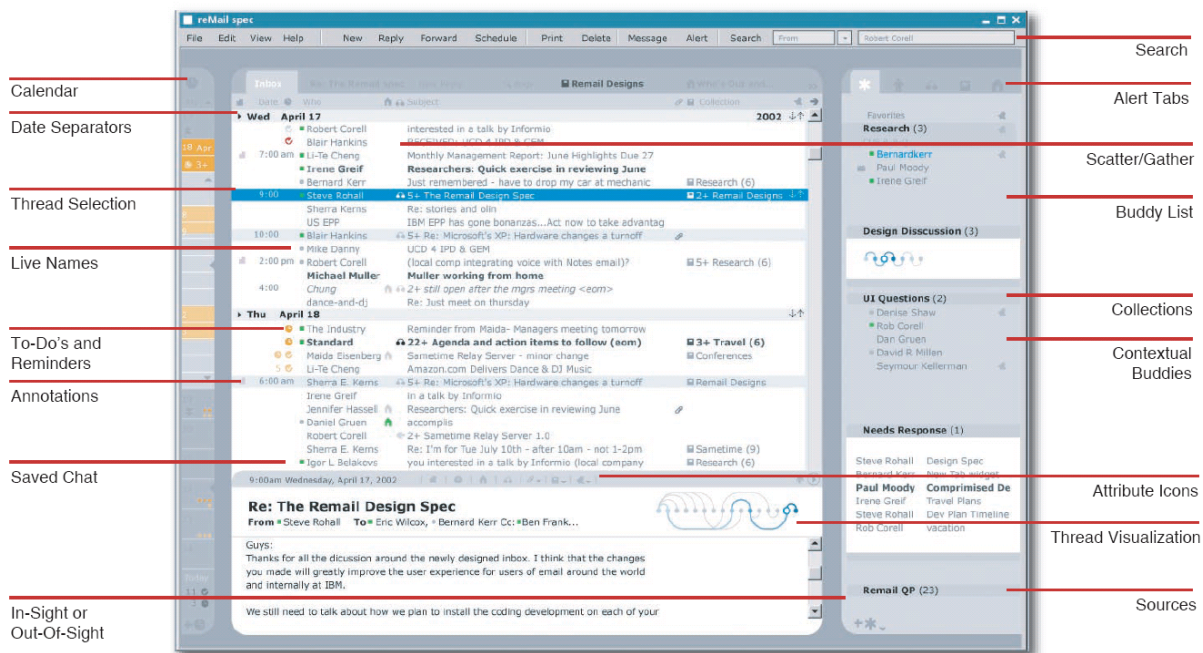 reMail spec
File Edit View Help New Reply Forward Schedule Print Delete Message Alert Search From Robert Corell
Search
Calendar
Inbox Remail Designs
Alert Tabs
Date Who Subject Collection
Date Separators
Wed April 17 2002
Robert Corell interested in a talk by Informio
Blair Hankins RECEIVED: UCD 4 IPD & GEM
Scatter/Gather
7:00 am Li-Te Cheng Monthly Management Report: June Highlights Due 27
Irene Greif Researchers: Quick exercise in reviewing June
Bernard Kerr Just remembered - have to drop my car at mechanic Research (6)
Thread Selection
9:00 Steve Rohall 5+ The Remail Design Spec 2+ Remail Designs
Sherra Kerns Re: stories and olin
US EPP IBM EPP has gone bonanzas...Act now to take advantag
10:00 Blair Hankins 5+ Re: Microsoft's XP: Hardware changes a turnoff
Live Names
Mike Danny UCD 4 IPD & GEM
2:00 pm Robert Corell (local comp integrating voice with Notes email)? 5+ Research (6)
Michael Muller Muller working from home
4:00 Chung 2+ still open after the mgrs meeting <eom>
dance-and-dj Re: Just meet on thursday
Thu April 18
To-Do's and
Reminders
The Industry Reminder from Maida- Managers meeting tomorrow
Standard 22+ Agenda and action items to follow (eom) 3+ Travel (6)
Maida Eisenberg Sametime Relay Server - minor change Conferences
5 Li-Te Cheng Amazon.com Delivers Dance & DJ Music
Annotations
6:00 am Sherra E. Kerns 5+ Re: Microsoft's XP: Hardware changes a turnoff Remail Designs
Irene Greif in a talk by Informio
Jennifer Hassell Researchers: Quick exercise in reviewing June
Daniel Gruen accomplis
Robert Corell 2+ Sametime Relay Server 1.0
Sherra E. Kerns Re: I'm for Tue July 10th - after 10am - not 1-2pm Sametime (9)
Saved Chat
Igor L Belakovs you interested in a talk by Informio (local company Research (6)
9:00am Wednesday, April 17, 2002
Attribute Icons
Re: The Remail Design Spec
From Steve Rohall To Eric Wilcox, Bernard Kerr Cc: Ben Frank...
Thread Visualization
Guys:
Thanks for all the dicussion around the newly designed inbox. I think that the changes
you made will greatly improve the user experience for users of email around the world
and internally at IBM.
We still need to talk about how we plan to install the coding development on each of your
In-Sight or
Out-Of-Sight
18 Apr
3+
Today
11
Favorites
Research (3)
Bernardkerr
Paul Moody
Irene Greif
Buddy List
Design Disscussion (3)
UI Questions (2)
Collections
Denise Shaw
Rob Corell
Dan Gruen
David R Millen
Seymour Kellerman
Contextual
Buddies
Needs Response (1)
Steve Rohall Design Spec
Bernard Kerr New Tab widget
Paul Moody Comprimised De
Irene Greif Travel Plans
Steve Rohall Dev Plan Timeline
Rob Corell vacation
Remail QP (23)
Sources